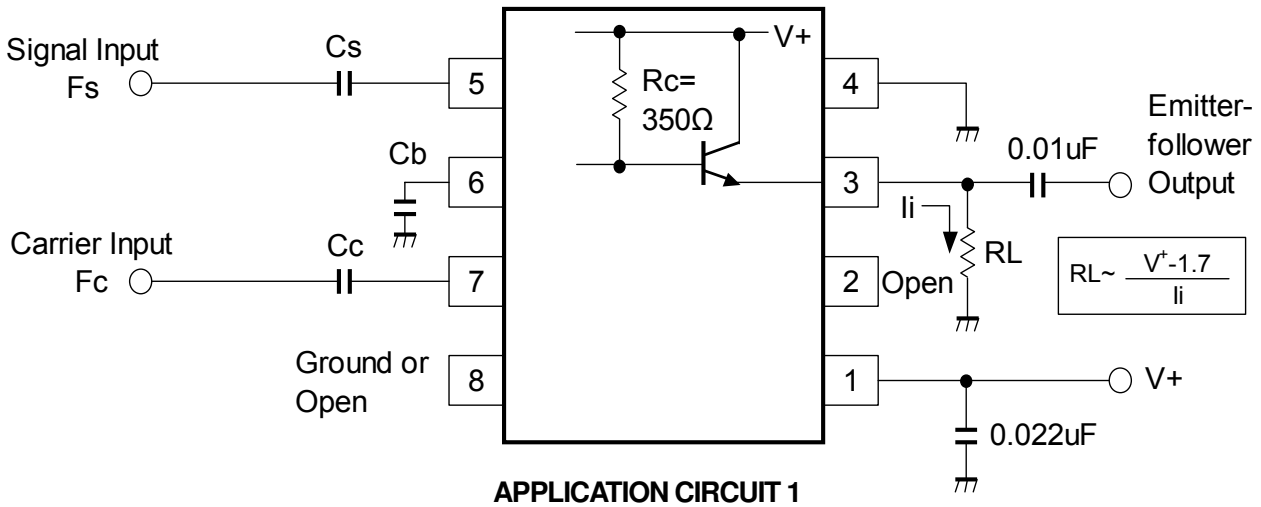 Signal Input
Fs
Cs
5
Cb
6
Carrier Input
Fc
Cc
7
Ground or
Open
8
V+
Rc=
350Ω
4
3
2
1
Open
Ii
RL
0.01uF
Emitter-
follower
Output
RL~ V⁺-1.7
Ii
V+
0.022uF
APPLICATION CIRCUIT 1